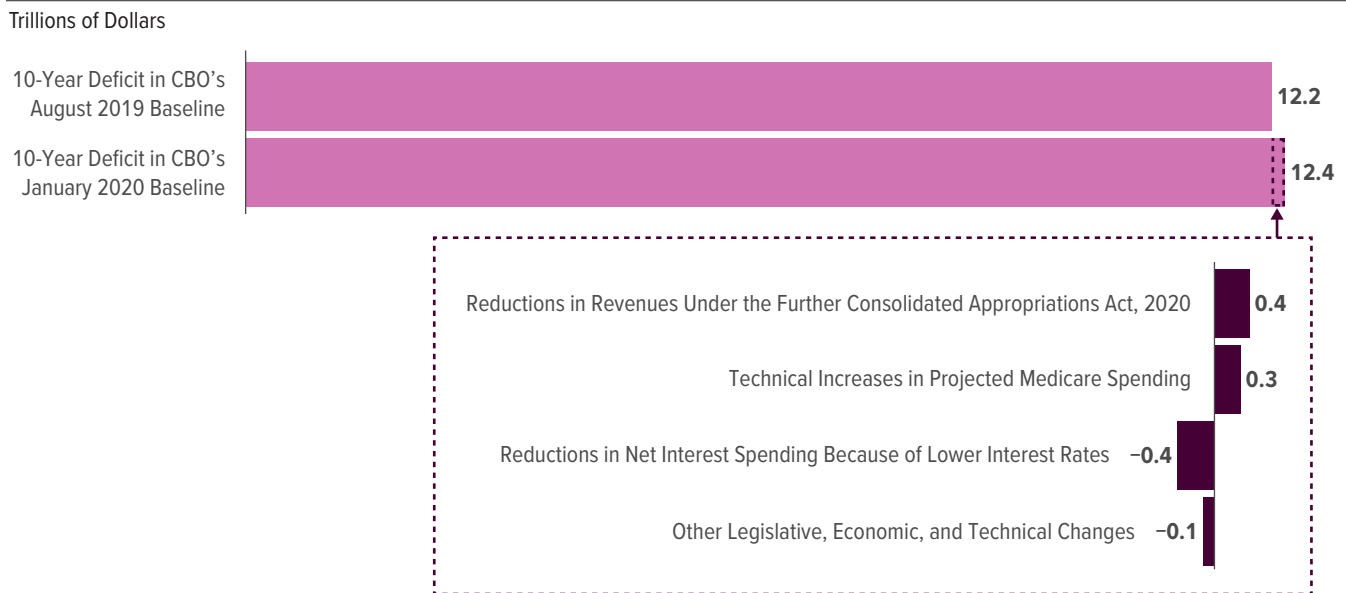 Trillions of Dollars
10-Year Deficit in CBO’s
August 2019 Baseline
12.2
10-Year Deficit in CBO’s
January 2020 Baseline
12.4
Reductions in Revenues Under the Further Consolidated Appropriations Act, 2020
0.4
Technical Increases in Projected Medicare Spending
0.3
Reductions in Net Interest Spending Because of Lower Interest Rates
−0.4
Other Legislative, Economic, and Technical Changes
−0.1